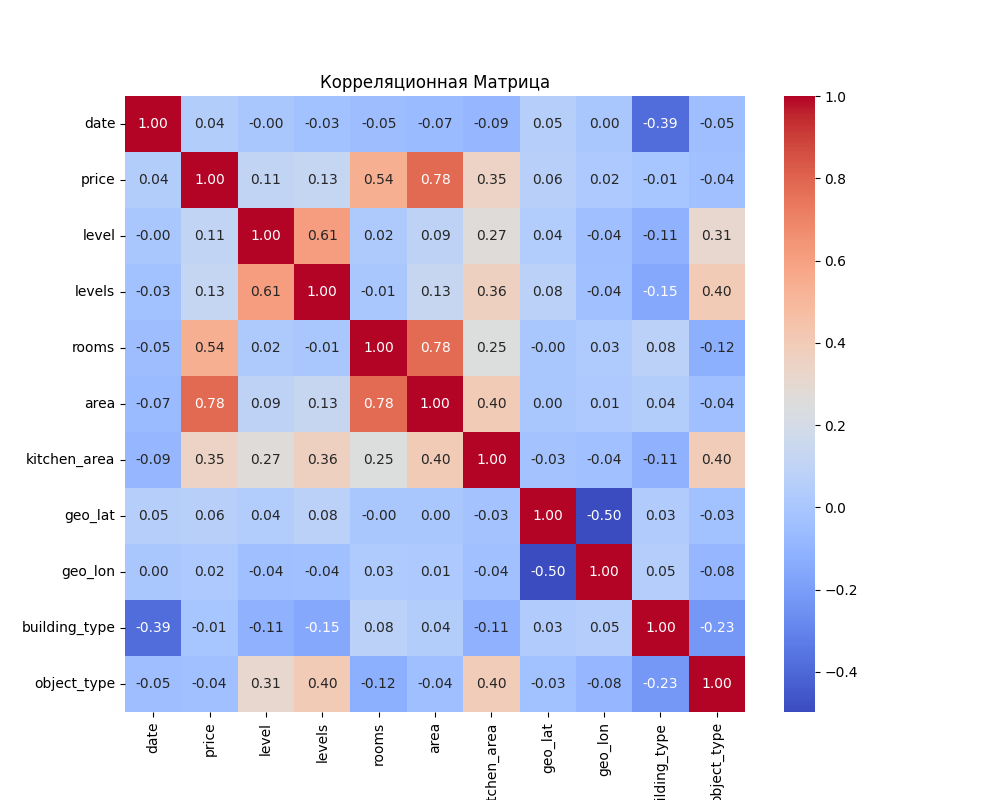 Корреляционная Матрица
date 1.00 0.04 -0.00 -0.03 -0.05 -0.07 -0.09 0.05 0.00 -0.39 -0.05
price 0.04 1.00 0.11 0.13 0.54 0.78 0.35 0.06 0.02 -0.01 -0.04
level -0.00 0.11 1.00 0.61 0.02 0.09 0.27 0.04 -0.04 -0.11 0.31
levels -0.03 0.13 0.61 1.00 -0.01 0.13 0.36 0.08 -0.04 -0.15 0.40
rooms -0.05 0.54 0.02 -0.01 1.00 0.78 0.25 -0.00 0.03 0.08 -0.12
area -0.07 0.78 0.09 0.13 0.78 1.00 0.40 0.00 0.01 0.04 -0.04
kitchen_area -0.09 0.35 0.27 0.36 0.25 0.40 1.00 -0.03 -0.04 -0.11 0.40
geo_lat 0.05 0.06 0.04 0.08 -0.00 0.00 -0.03 1.00 -0.50 0.03 -0.03
geo_lon 0.00 0.02 -0.04 -0.04 0.03 0.01 -0.04 -0.50 1.00 0.05 -0.08
building_type -0.39 -0.01 -0.11 -0.15 0.08 0.04 -0.11 0.03 0.05 1.00 -0.23
object_type -0.05 -0.04 0.31 0.40 -0.12 -0.04 0.40 -0.03 -0.08 -0.23 1.00
date
price
level
levels
rooms
area
tchen_area
geo_lat
geo_lon
ilding_type
object_type
1.0
0.8
0.6
0.4
0.2
0.0
−0.2
−0.4